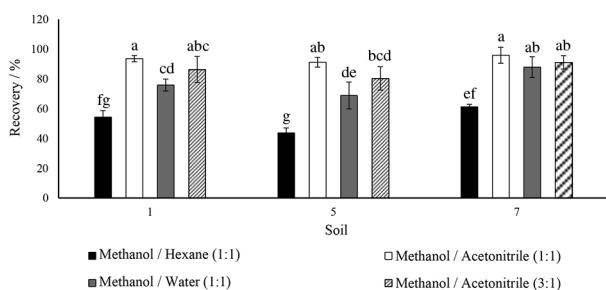 120
100
80
60
40
20
0
Recovery / %
fg a cd abc
g ab de bcd
ef a ab ab
1 5 7
Soil
Methanol / Hexane (1:1) Methanol / Acetonitrile (1:1)
Methanol / Water (1:1) Methanol / Acetonitrile (3:1)